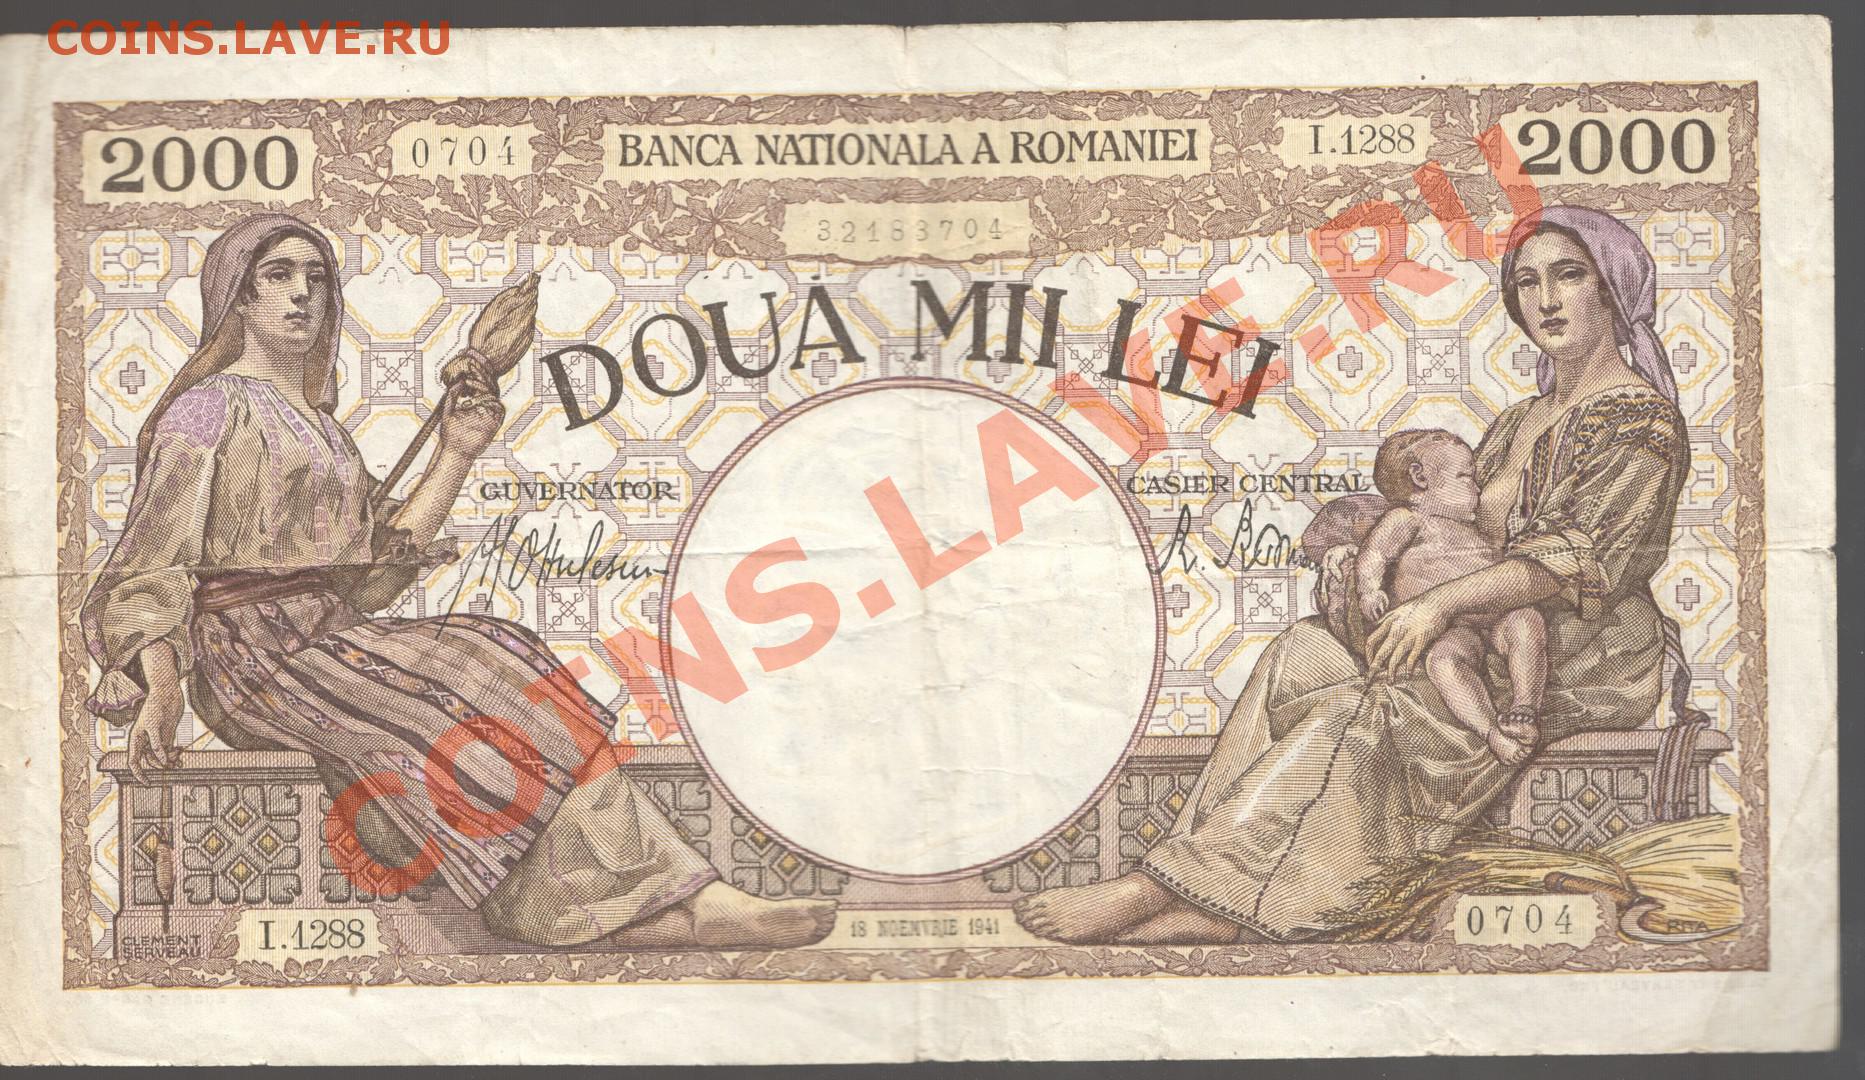 COINS.LAVE.RU
2000
0704
BANCA NATIONALA A ROMANIEI
I.1288
2000
32183704
DOUĂ MII LEI
GUVERNATOR
CASIER CENTRAL
COINS.LAVE.RU
I.1288
18 NOEMVRIE 1941
0704
CLEMENT
SERVEAU
RITA